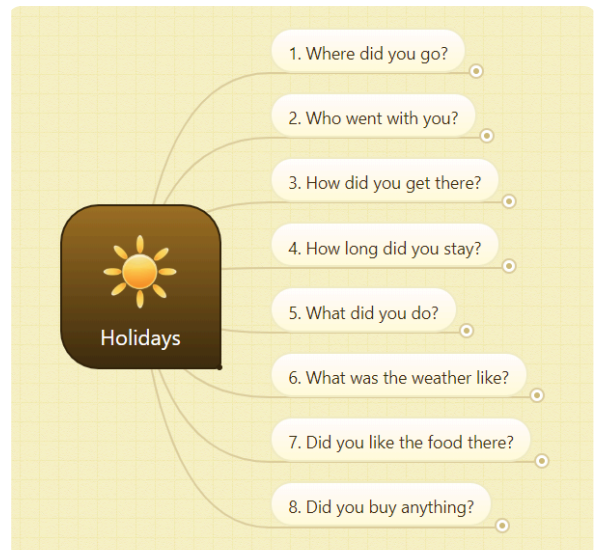 1. Where did you go?
2. Who went with you?
3. How did you get there?
4. How long did you stay?
Holidays
5. What did you do?
6. What was the weather like?
7. Did you like the food there?
8. Did you buy anything?